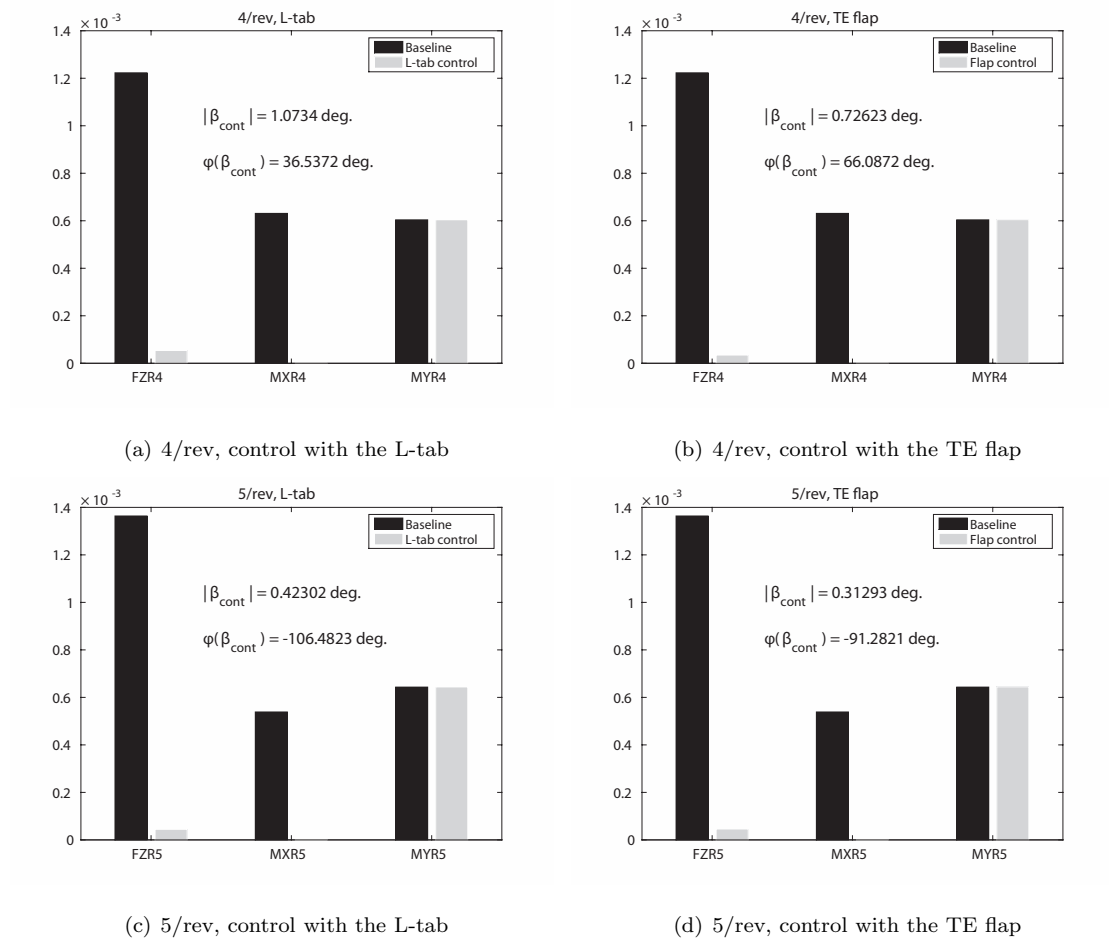 4/rev, L-tab
× 10 -3
1.4
1.2
1
0.8
0.6
0.4
0.2
0
Baseline
L-tab control
|βcont| = 1.0734 deg.
φ(βcont) = 36.5372 deg.
FZR4 MXR4 MYR4
(a) 4/rev, control with the L-tab
4/rev, TE flap
× 10 -3
1.4
1.2
1
0.8
0.6
0.4
0.2
0
Baseline
Flap control
|βcont| = 0.72623 deg.
φ(βcont) = 66.0872 deg.
FZR4 MXR4 MYR4
(b) 4/rev, control with the TE flap
5/rev, L-tab
× 10 -3
1.4
1.2
1
0.8
0.6
0.4
0.2
0
Baseline
L-tab control
|βcont| = 0.42302 deg.
φ(βcont) = -106.4823 deg.
FZR5 MXR5 MYR5
(c) 5/rev, control with the L-tab
5/rev, TE flap
× 10 -3
1.4
1.2
1
0.8
0.6
0.4
0.2
0
Baseline
Flap control
|βcont| = 0.31293 deg.
φ(βcont) = -91.2821 deg.
FZR5 MXR5 MYR5
(d) 5/rev, control with the TE flap